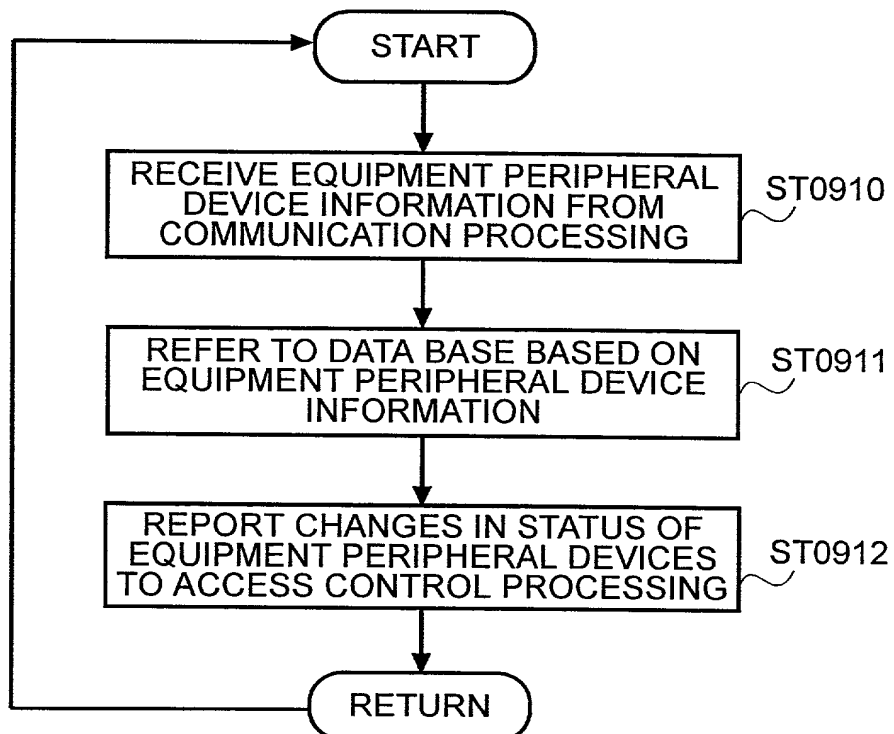 START
RECEIVE EQUIPMENT PERIPHERAL
DEVICE INFORMATION FROM
COMMUNICATION PROCESSING
ST0910
REFER TO DATA BASE BASED ON
EQUIPMENT PERIPHERAL DEVICE
INFORMATION
ST0911
REPORT CHANGES IN STATUS OF
EQUIPMENT PERIPHERAL DEVICES
TO ACCESS CONTROL PROCESSING
ST0912
RETURN